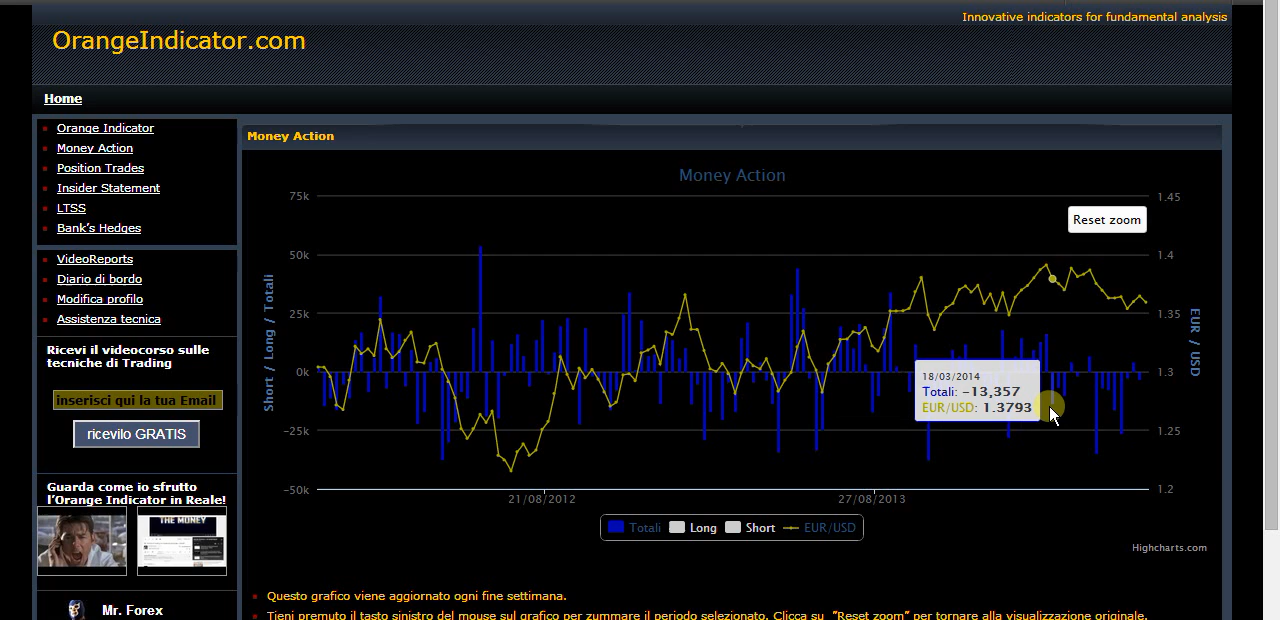 Innovative indicators for fundamental analysis
OrangeIndicator.com
Home
Orange Indicator
Money Action
Position Trades
Insider Statement
LTSS
Bank's Hedges
VideoReports
Diario di bordo
Modifica profilo
Assistenza tecnica
Ricevi il videocorso sulle
tecniche di Trading
inserisci qui la tua Email
ricevilo GRATIS
Guarda come io sfrutto
l'Orange Indicator in Reale!
THE MONEY
Mr. Forex
Money Action
Money Action
Reset zoom
75k
50k
25k
0k
−25k
−50k
Short / Long / Totali
1.45
1.4
1.35
1.3
1.25
1.2
EUR / USD
18/03/2014
Totali: −13,357
EUR/USD: 1.3793
21/08/2012
27/08/2013
Totali Long Short EUR/USD
Highcharts.com
Questo grafico viene aggiornato ogni fine settimana.
Tieni premuto il tasto sinistro del mouse sul grafico per zummare il periodo selezionato. Clicca su "Reset zoom" per tornare alla visualizzazione originale.